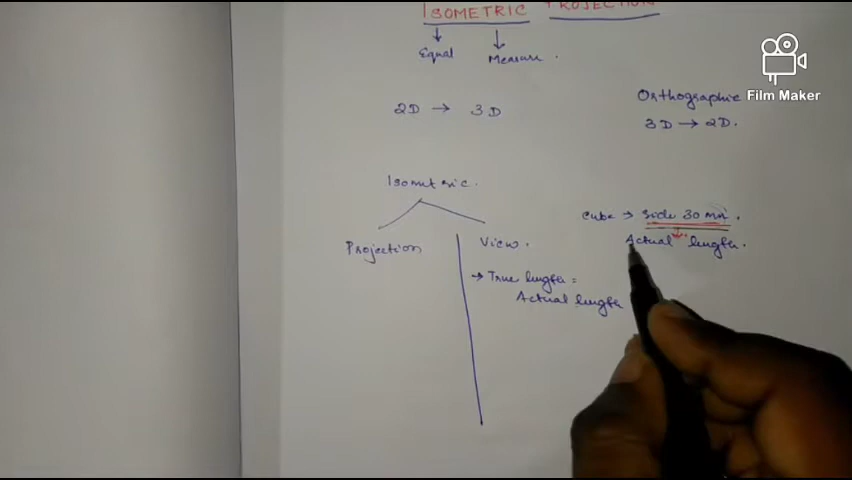 ISOMETRIC PROJECTION
Equal Measure.
2D → 3D
Orthographic
3D → 2D.
Isometric.
Projection
View.
→ True length =
Actual length
Cube → Side 30 mm.
Actual length.
Film Maker